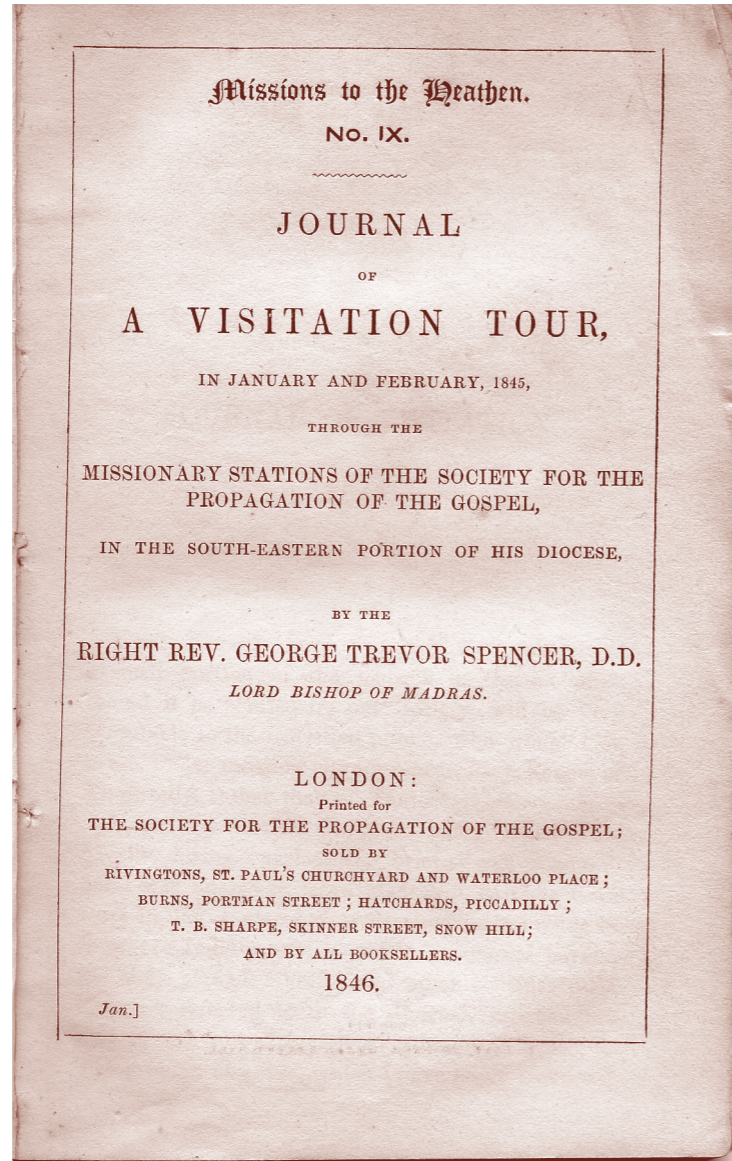 Missions to the Heathen.
No. IX.
JOURNAL
OF
A VISITATION TOUR,
IN JANUARY AND FEBRUARY, 1845,
THROUGH THE
MISSIONARY STATIONS OF THE SOCIETY FOR THE
PROPAGATION OF THE GOSPEL,
IN THE SOUTH-EASTERN PORTION OF HIS DIOCESE,
BY THE
RIGHT REV. GEORGE TREVOR SPENCER, D.D.
LORD BISHOP OF MADRAS.
LONDON:
Printed for
THE SOCIETY FOR THE PROPAGATION OF THE GOSPEL;
SOLD BY
RIVINGTONS, ST. PAUL'S CHURCHYARD AND WATERLOO PLACE;
BURNS, PORTMAN STREET; HATCHARDS, PICCADILLY;
T. B. SHARPE, SKINNER STREET, SNOW HILL;
AND BY ALL BOOKSELLERS.
1846.
Jan.]